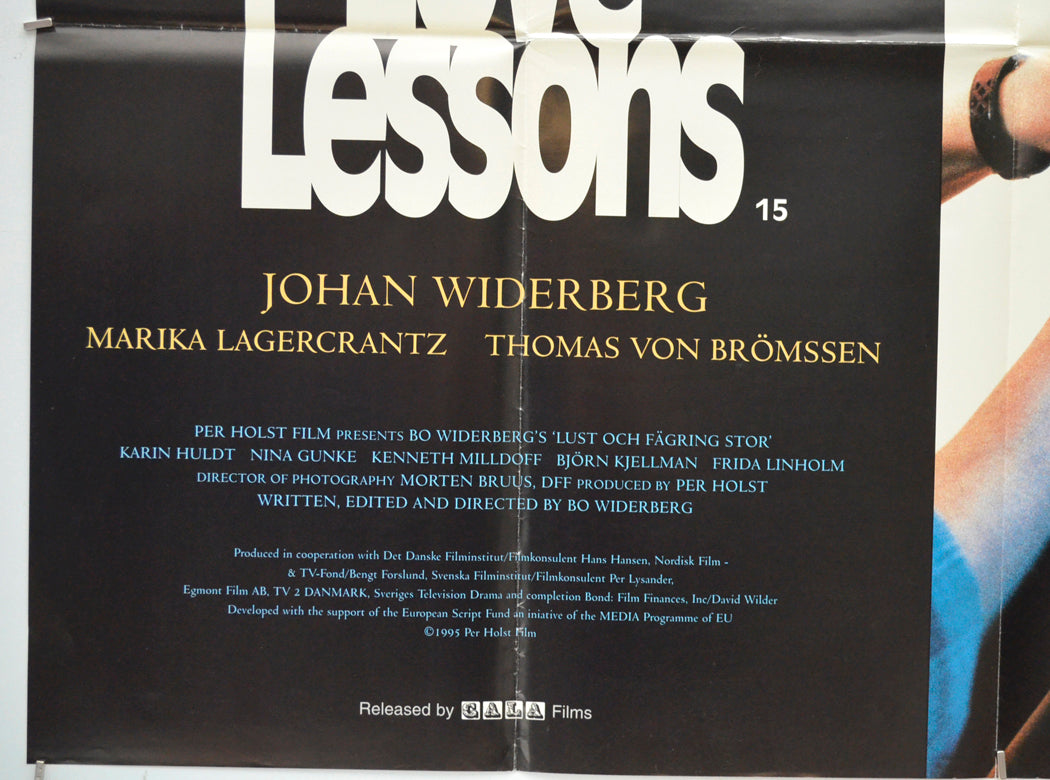 Lessons
15
JOHAN WIDERBERG
MARIKA LAGERCRANTZ THOMAS VON BRÖMSSEN
PER HOLST FILM PRESENTS BO WIDERBERG'S 'LUST OCH FÄGRING STOR'
KARIN HULDT NINA GUNKE KENNETH MILLDOFF BJÖRN KJELLMAN FRIDA LINHOLM
DIRECTOR OF PHOTOGRAPHY MORTEN BRUUS, DFF PRODUCED BY PER HOLST
WRITTEN, EDITED AND DIRECTED BY BO WIDERBERG
Produced in cooperation with Det Danske Filminstitut/Filmkonsulent Hans Hansen, Nordisk Film -
& TV-Fond/Bengt Forslund, Svenska Filminstitut/Filmkonsulent Per Lysander,
Egmont Film AB, TV 2 DANMARK, Sveriges Television Drama and completion Bond: Film Finances, Inc/David Wilder
Developed with the support of the European Script Fund an iniative of the MEDIA Programme of EU
©1995 Per Holst Film
Released by GALA Films